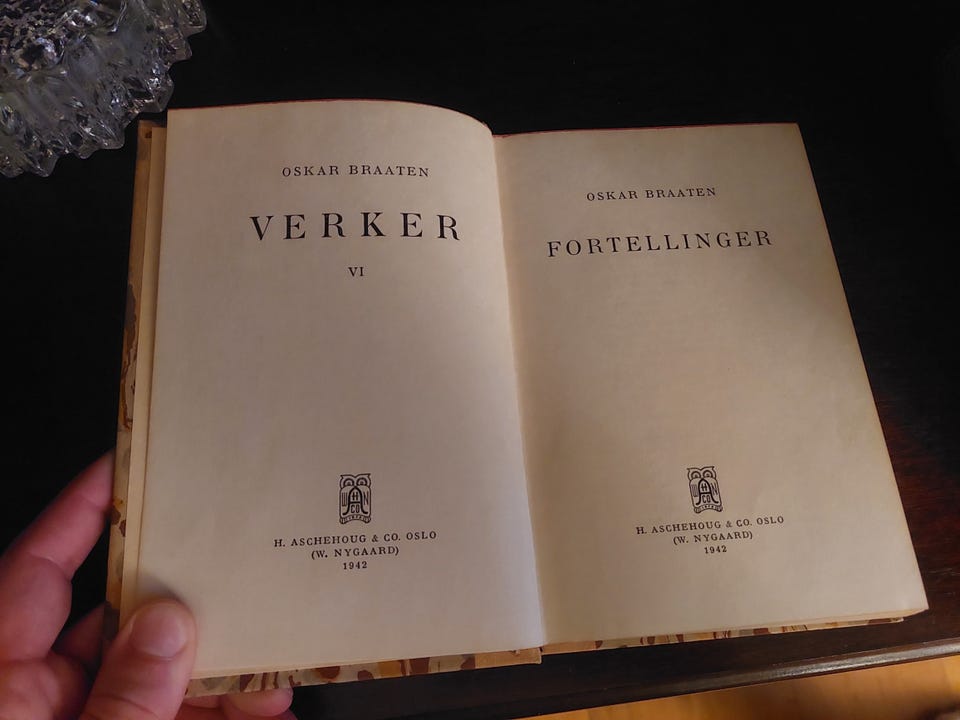 OSKAR BRAATEN
VERKER
VI
H. ASCHEHOUG & CO. OSLO
(W. NYGAARD)
1942
OSKAR BRAATEN
FORTELLINGER
H. ASCHEHOUG & CO. OSLO
(W. NYGAARD)
1942